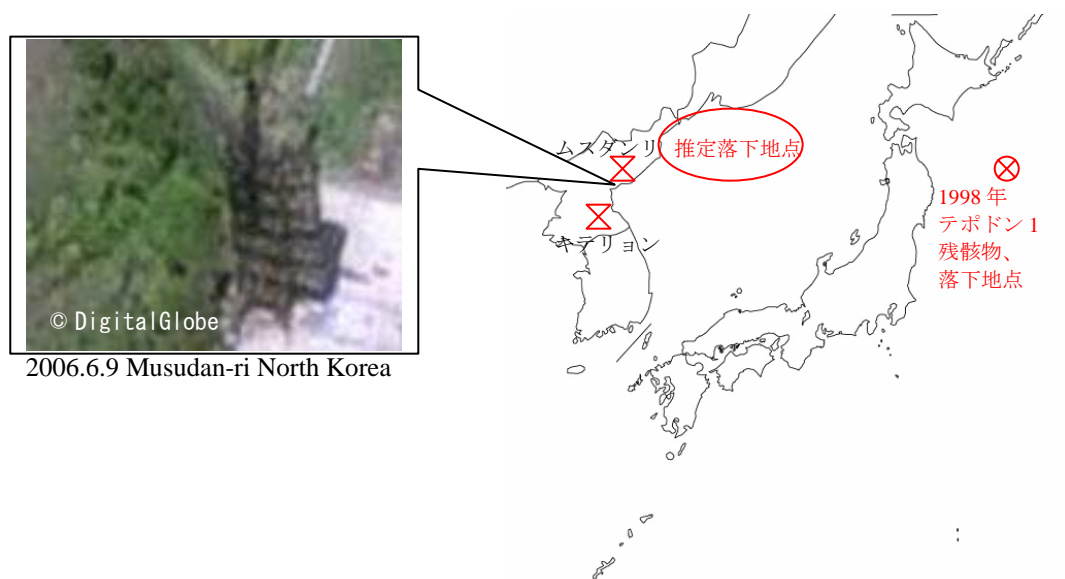 © DigitalGlobe
2006.6.9 Musudan-ri North Korea
ムスダンリ
推定落下地点
キテリョン
1998 年
テポドン 1
残骸物、
落下地点